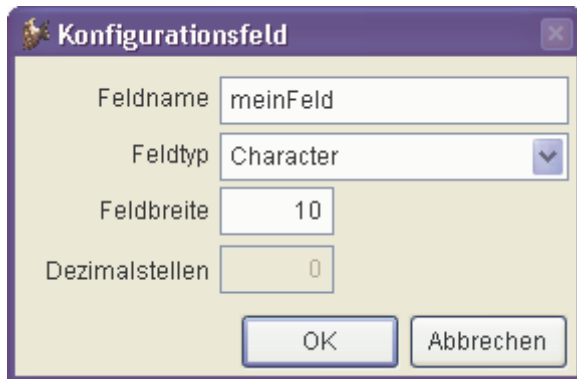 Konfigurationsfeld
Feldname meinFeld
Feldtyp Character
Feldbreite 10
Dezimalstellen 0
OK Abbrechen